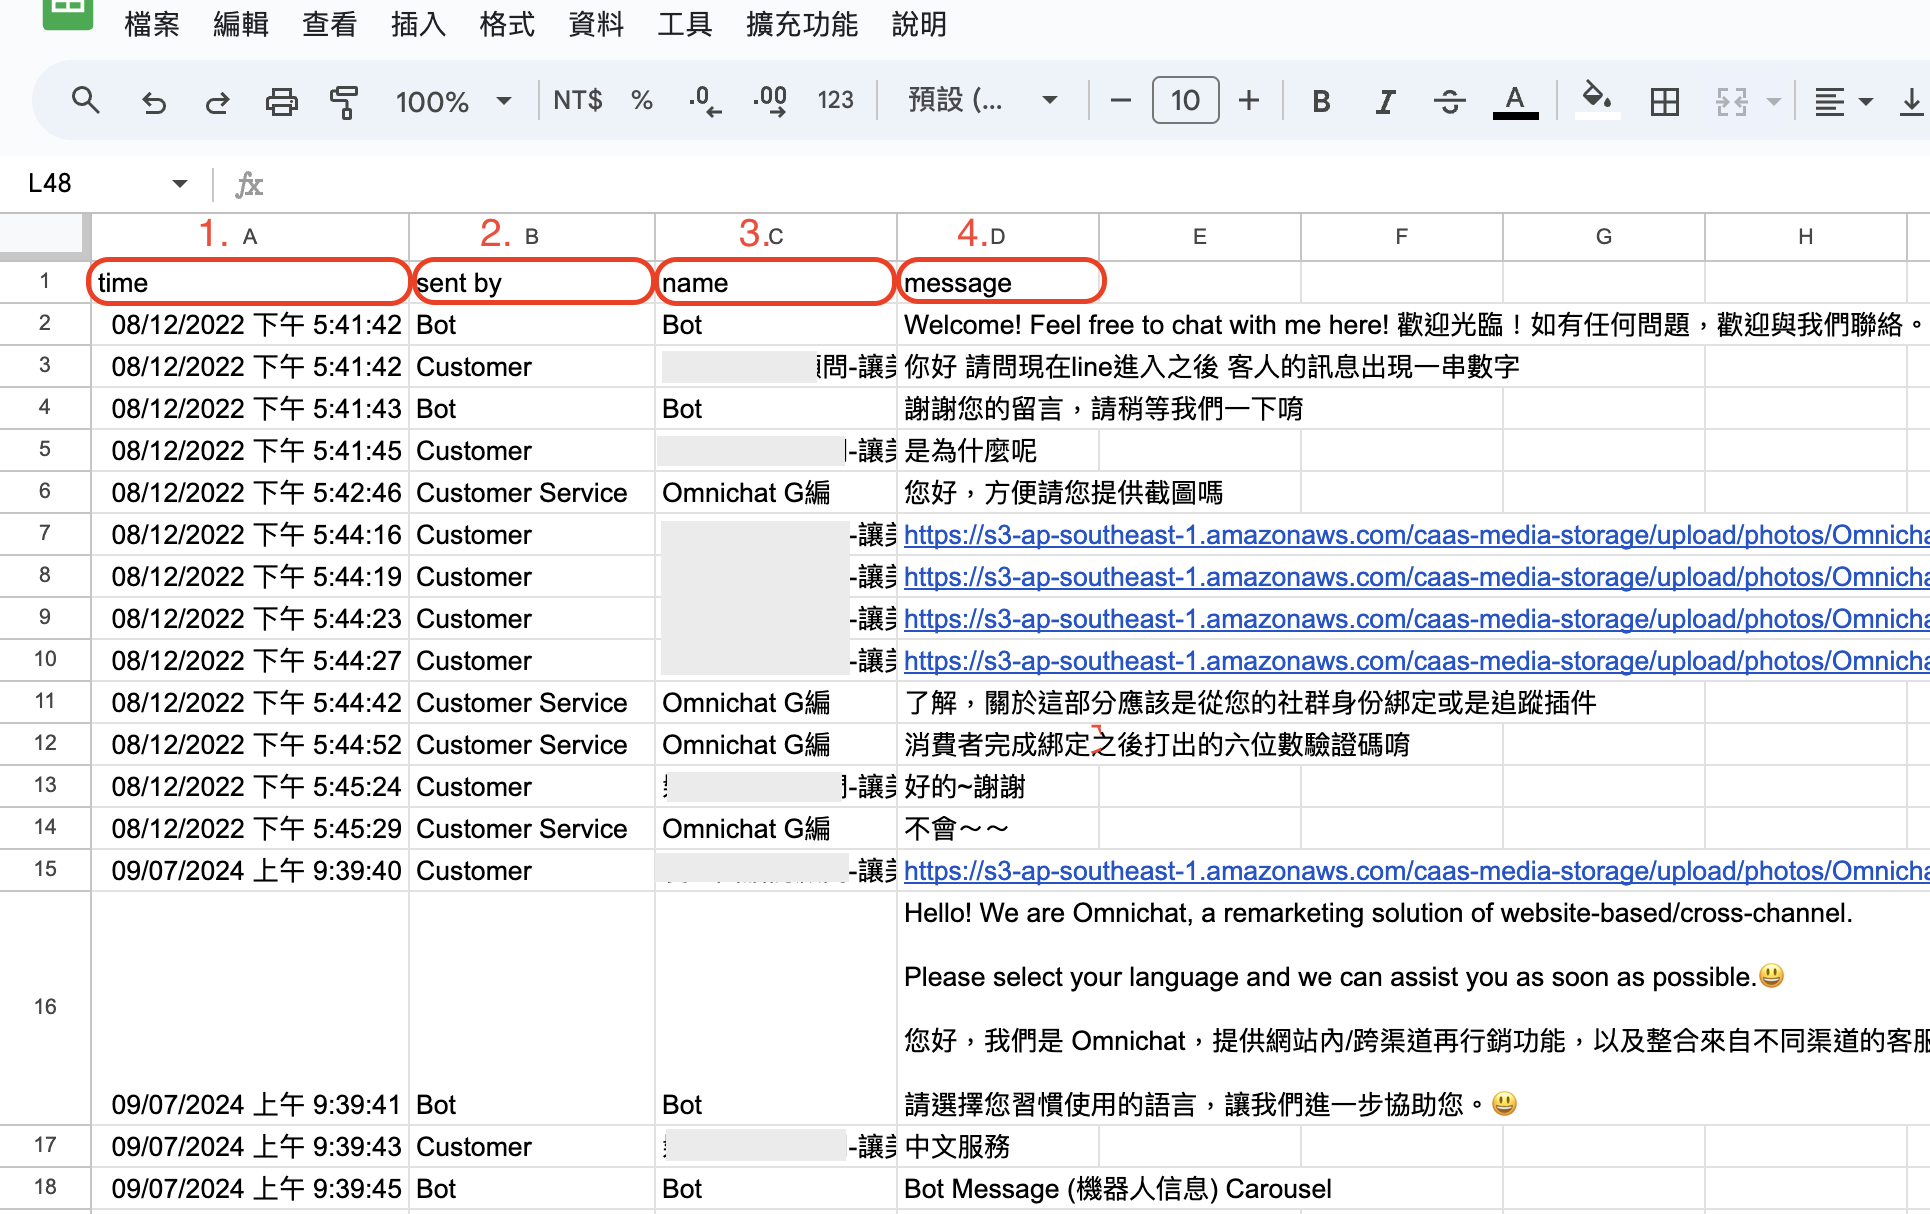 檔案 編輯 查看 插入 格式 資料 工具 擴充功能 說明
100% NT$ % .0 .00 123 預設 (... 10 B I A
L48 fx
1. A 2. B 3. C 4. D E F G H
1 time sent by name message
2 08/12/2022 下午 5:41:42 Bot Bot Welcome! Feel free to chat with me here! 歡迎光臨！如有任何問題，歡迎與我們聯絡。
3 08/12/2022 下午 5:41:42 Customer 問-讓美 你好 請問現在line進入之後 客人的訊息出現一串數字
4 08/12/2022 下午 5:41:43 Bot Bot 謝謝您的留言，請稍等我們一下唷
5 08/12/2022 下午 5:41:45 Customer -讓美 是為什麼呢
6 08/12/2022 下午 5:42:46 Customer Service Omnichat G編 您好，方便請您提供截圖嗎
7 08/12/2022 下午 5:44:16 Customer -讓美 https://s3-ap-southeast-1.amazonaws.com/caas-media-storage/upload/photos/Omnicha
8 08/12/2022 下午 5:44:19 Customer -讓美 https://s3-ap-southeast-1.amazonaws.com/caas-media-storage/upload/photos/Omnicha
9 08/12/2022 下午 5:44:23 Customer -讓美 https://s3-ap-southeast-1.amazonaws.com/caas-media-storage/upload/photos/Omnicha
10 08/12/2022 下午 5:44:27 Customer -讓美 https://s3-ap-southeast-1.amazonaws.com/caas-media-storage/upload/photos/Omnicha
11 08/12/2022 下午 5:44:42 Customer Service Omnichat G編 了解，關於這部分應該是從您的社群身份綁定或是追蹤插件
12 08/12/2022 下午 5:44:52 Customer Service Omnichat G編 消費者完成綁定之後打出的六位數驗證碼唷
13 08/12/2022 下午 5:45:24 Customer -讓美 好的~謝謝
14 08/12/2022 下午 5:45:29 Customer Service Omnichat G編 不會～～
15 09/07/2024 上午 9:39:40 Customer -讓美 https://s3-ap-southeast-1.amazonaws.com/caas-media-storage/upload/photos/Omnicha
Hello! We are Omnichat, a remarketing solution of website-based/cross-channel.
Please select your language and we can assist you as soon as possible.😃
16
您好，我們是 Omnichat，提供網站內/跨渠道再行銷功能，以及整合來自不同渠道的客服
09/07/2024 上午 9:39:41 Bot Bot 請選擇您習慣使用的語言，讓我們進一步協助您。😃
17 09/07/2024 上午 9:39:43 Customer -讓美 中文服務
18 09/07/2024 上午 9:39:45 Bot Bot Bot Message (機器人信息) Carousel